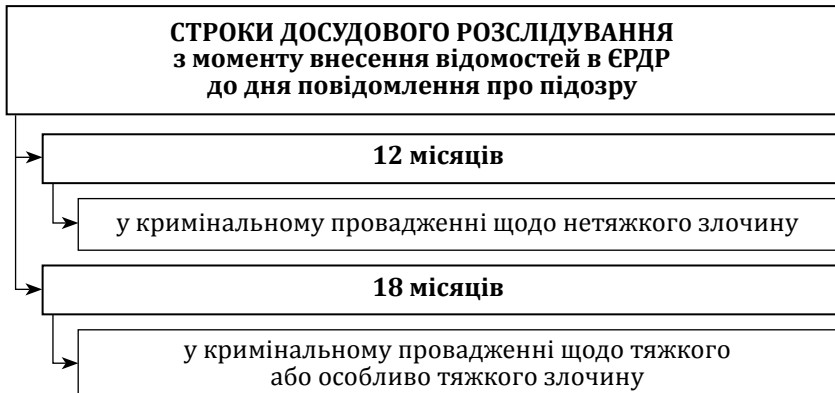 СТРОКИ ДОСУДОВОГО РОЗСЛІДУВАННЯ
з моменту внесення відомостей в ЄРДР
до дня повідомлення про підозру
12 місяців
у кримінальному провадженні щодо нетяжкого злочину
18 місяців
у кримінальному провадженні щодо тяжкого
або особливо тяжкого злочину